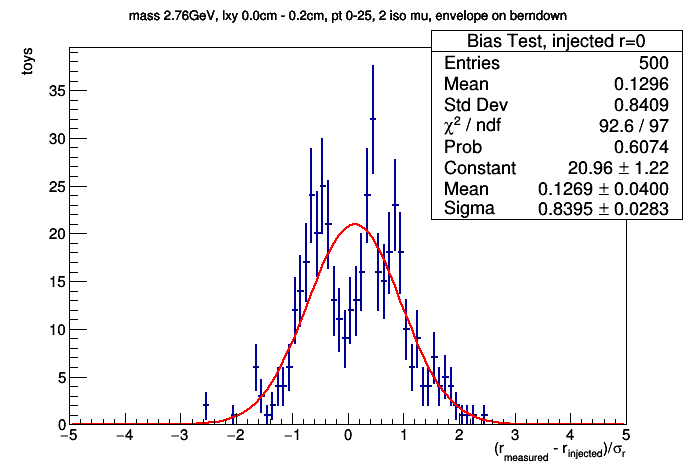 mass 2.76GeV, lxy 0.0cm - 0.2cm, pt 0-25, 2 iso mu, envelope on berndown
Bias Test, injected r=0
Entries 500
Mean 0.1296
Std Dev 0.8409
χ² / ndf 92.6 / 97
Prob 0.6074
Constant 20.96 ± 1.22
Mean 0.1269 ± 0.0400
Sigma 0.8395 ± 0.0283
toys
35
30
25
20
15
10
5
0
−5 −4 −3 −2 −1 0 1 2 3 4 5
(r_measured - r_injected)/σ_r